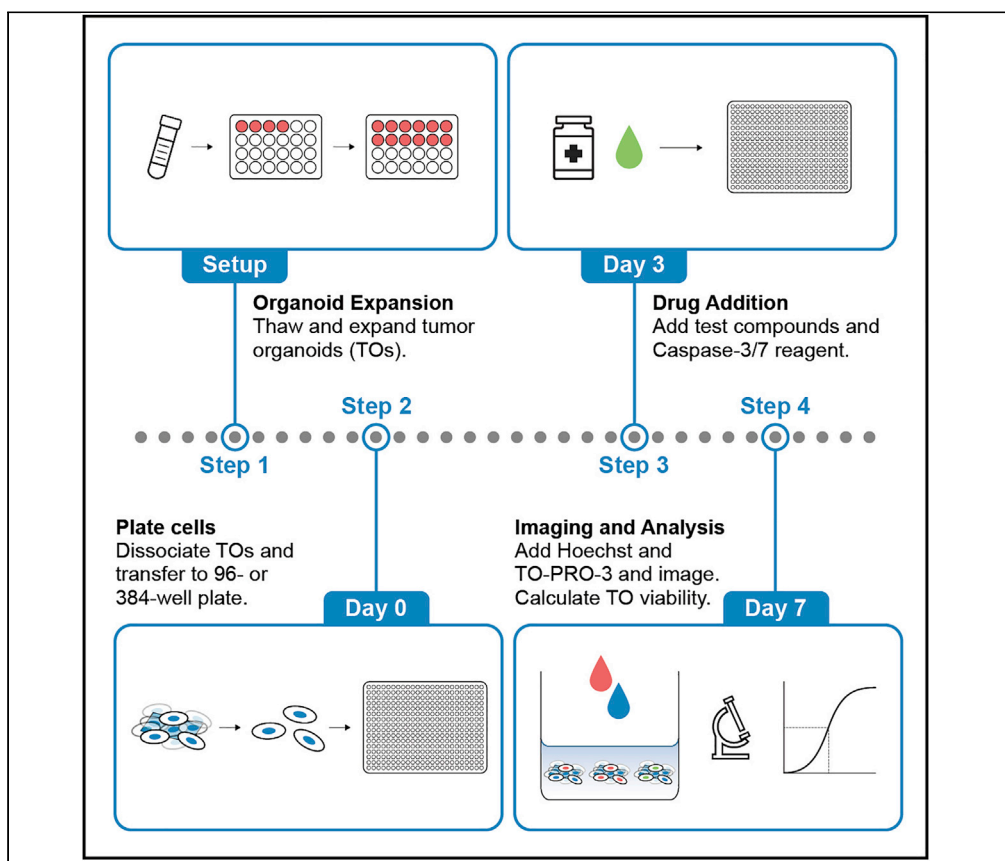 Setup
Organoid Expansion
Thaw and expand tumor
organoids (TOs).
Day 3
Drug Addition
Add test compounds and
Caspase-3/7 reagent.
Step 1
Step 2
Step 3
Step 4
Plate cells
Dissociate TOs and
transfer to 96- or
384-well plate.
Day 0
Imaging and Analysis
Add Hoechst and
TO-PRO-3 and image.
Calculate TO viability.
Day 7